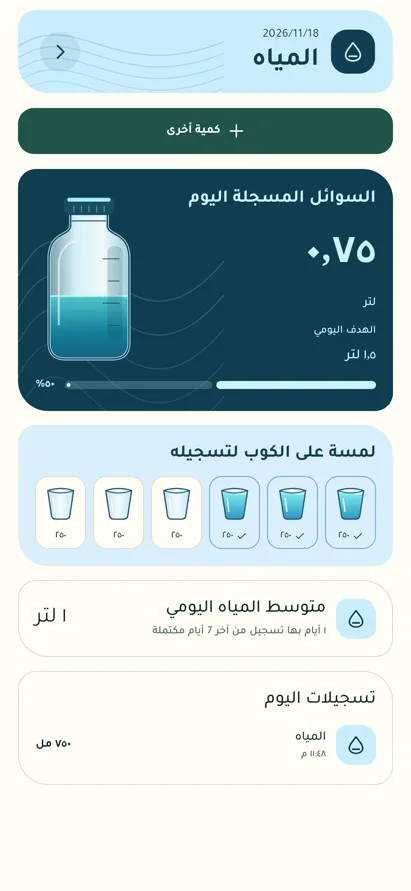 2026/11/18
المياه
كمية أخرى
السوائل المسجلة اليوم
٠,٧٥
لتر
الهدف اليومي
١,٥ لتر
٥٠%
لمسة على الكوب لتسجيله
٢٥٠
٢٥٠
٢٥٠
٢٥٠
٢٥٠
٢٥٠
متوسط المياه اليومي
١ لتر
١ أيام بها تسجيل من آخر 7 أيام مكتملة
تسجيلات اليوم
المياه
١١:٤٨ م
٧٥٠ مل